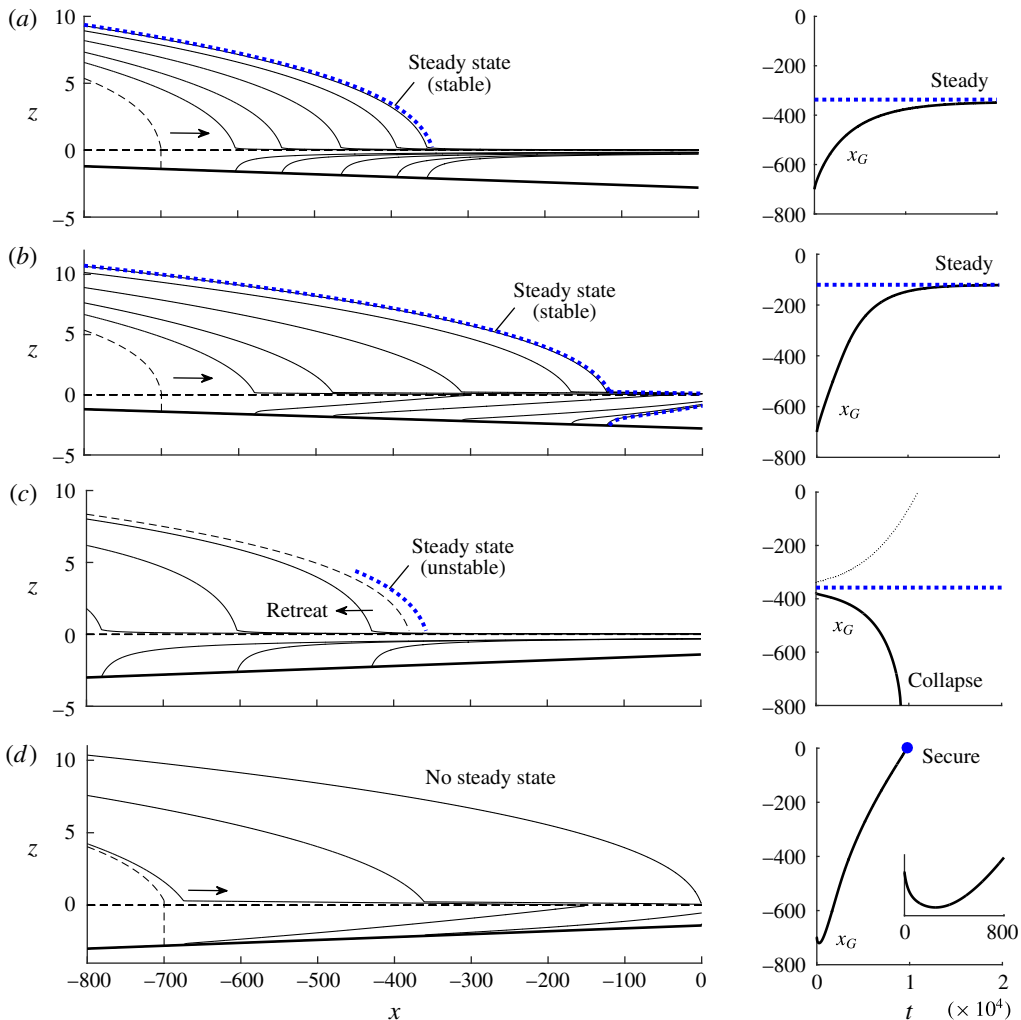 (a)
10
5
0
−5
z
Steady state
(stable)
0
−200
−400
−600
−800
Steady
x_G
(b)
10
5
0
−5
z
Steady state
(stable)
0
−200
−400
−600
−800
Steady
x_G
(c)
10
5
0
−5
z
Steady state
(unstable)
Retreat
0
−200
−400
−600
−800
x_G
Collapse
(d)
10
5
0
z
No steady state
−800 −700 −600 −500 −400 −300 −200 −100 0
x
0
−200
−400
−600
−800
Secure
x_G
0 800
0 1 2
t (× 10⁴)